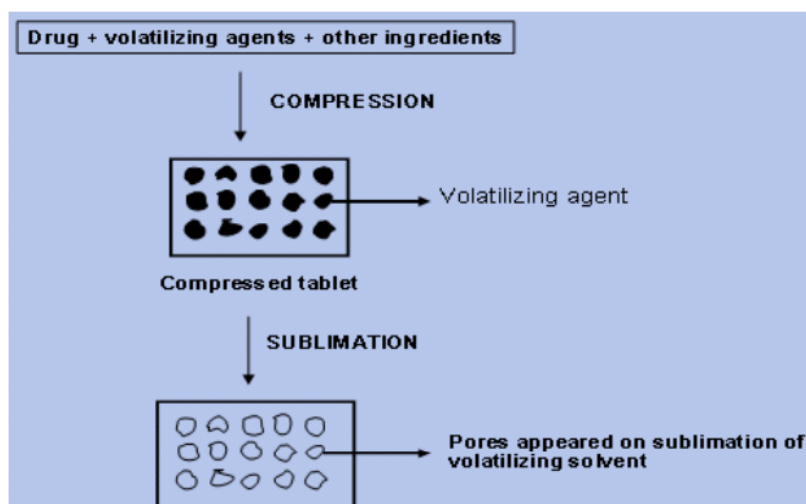 Drug + volatilizing agents + other ingredients
COMPRESSION
Volatilizing agent
Compressed tablet
SUBLIMATION
Pores appeared on sublimation of
volatilizing solvent